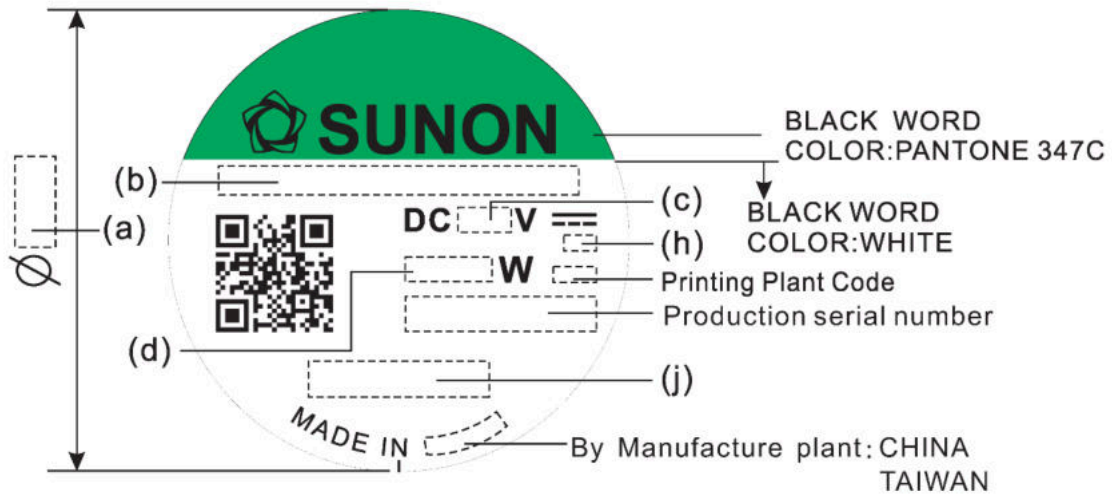 SUNON
BLACK WORD
COLOR:PANTONE 347C
(b)
(a)
Ø
DC V
(c)
BLACK WORD
COLOR:WHITE
(h)
W
Printing Plant Code
Production serial number
(d)
(j)
MADE IN
By Manufacture plant: CHINA
TAIWAN